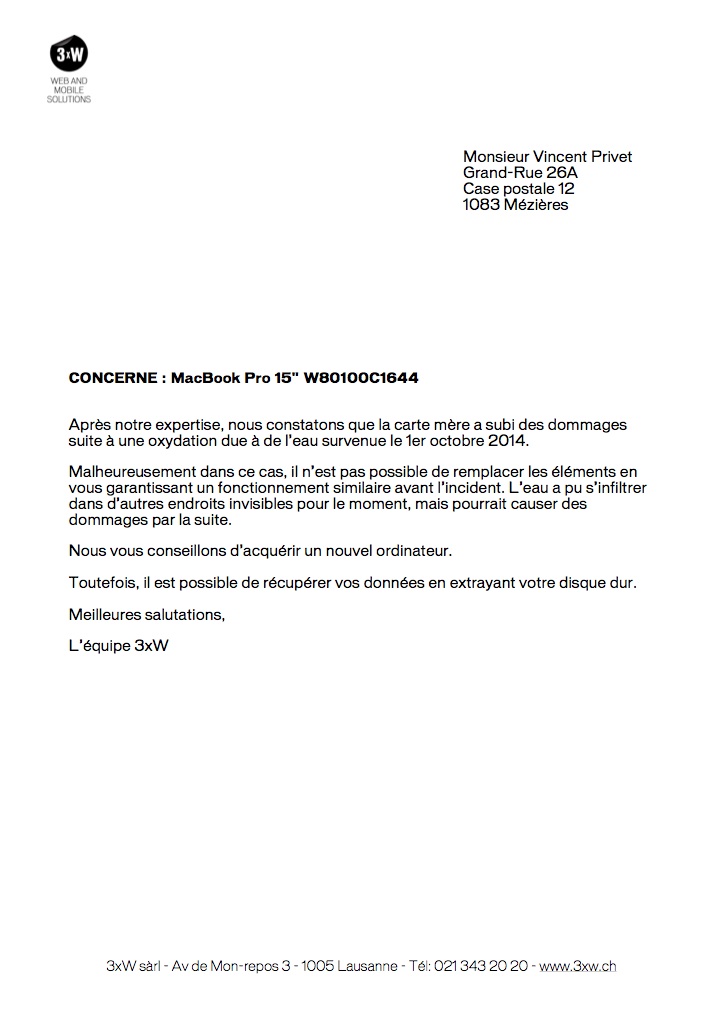 3xW
WEB AND
MOBILE
SOLUTIONS
Monsieur Vincent Privet
Grand-Rue 26A
Case postale 12
1083 Mézières
CONCERNE : MacBook Pro 15" W80100C1644
Après notre expertise, nous constatons que la carte mère a subi des dommages
suite à une oxydation due à de l'eau survenue le 1er octobre 2014.
Malheureusement dans ce cas, il n'est pas possible de remplacer les éléments en
vous garantissant un fonctionnement similaire avant l'incident. L'eau a pu s'infiltrer
dans d'autres endroits invisibles pour le moment, mais pourrait causer des
dommages par la suite.
Nous vous conseillons d'acquérir un nouvel ordinateur.
Toutefois, il est possible de récupérer vos données en extrayant votre disque dur.
Meilleures salutations,
L'équipe 3xW
3xW sàrl - Av de Mon-repos 3 - 1005 Lausanne - Tél: 021 343 20 20 - www.3xw.ch